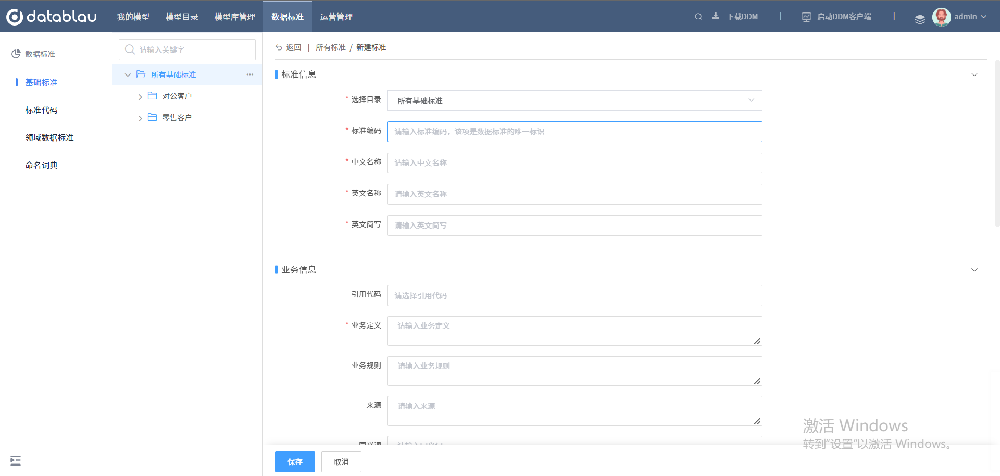 datablau 我的模型 模型目录 模型库管理 数据标准 运营管理 下载DDM | 启动DDM客户端 | admin
数据标准
基础标准
标准代码
领域数据标准
命名词典
请输入关键字
所有基础标准
对公客户
零售客户
返回 | 所有标准 / 新建标准
标准信息
* 选择目录 所有基础标准
* 标准编码 请输入标准编码，该项是数据标准的唯一标识
* 中文名称 请输入中文名称
* 英文名称 请输入英文名称
* 英文简写 请输入英文简写
业务信息
引用代码 请选择引用代码
* 业务定义 请输入业务定义
业务规则 请输入业务规则
来源 请输入来源
同义词 请输入同义词
保存 取消
激活 Windows
转到“设置”以激活 Windows。